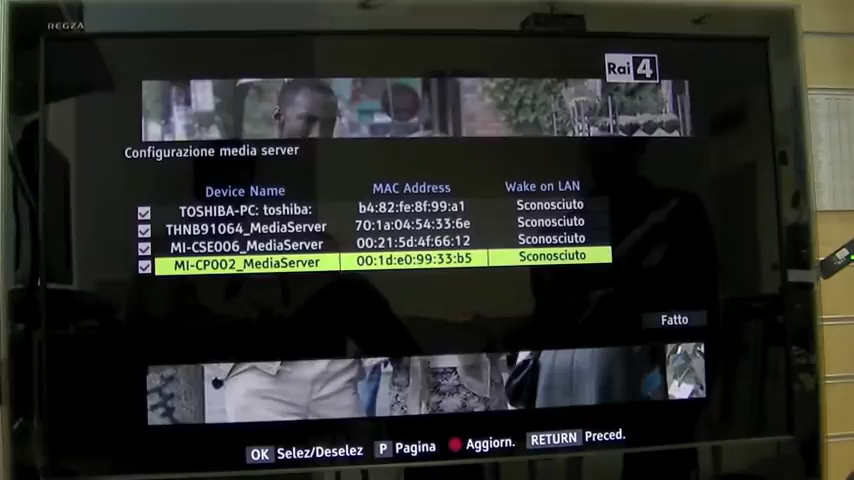 REGZA
Rai 4
Configurazione media server
Device Name MAC Address Wake on LAN
TOSHIBA-PC: toshiba: b4:82:fe:8f:99:a1 Sconosciuto
THNB91064_MediaServer 70:1a:04:54:33:6e Sconosciuto
MI-CSE006_MediaServer 00:21:5d:4f:66:12 Sconosciuto
MI-CP002_MediaServer 00:1d:e0:99:33:b5 Sconosciuto
Fatto
OK Selez/Deselez P Pagina Aggiorn. RETURN Preced.